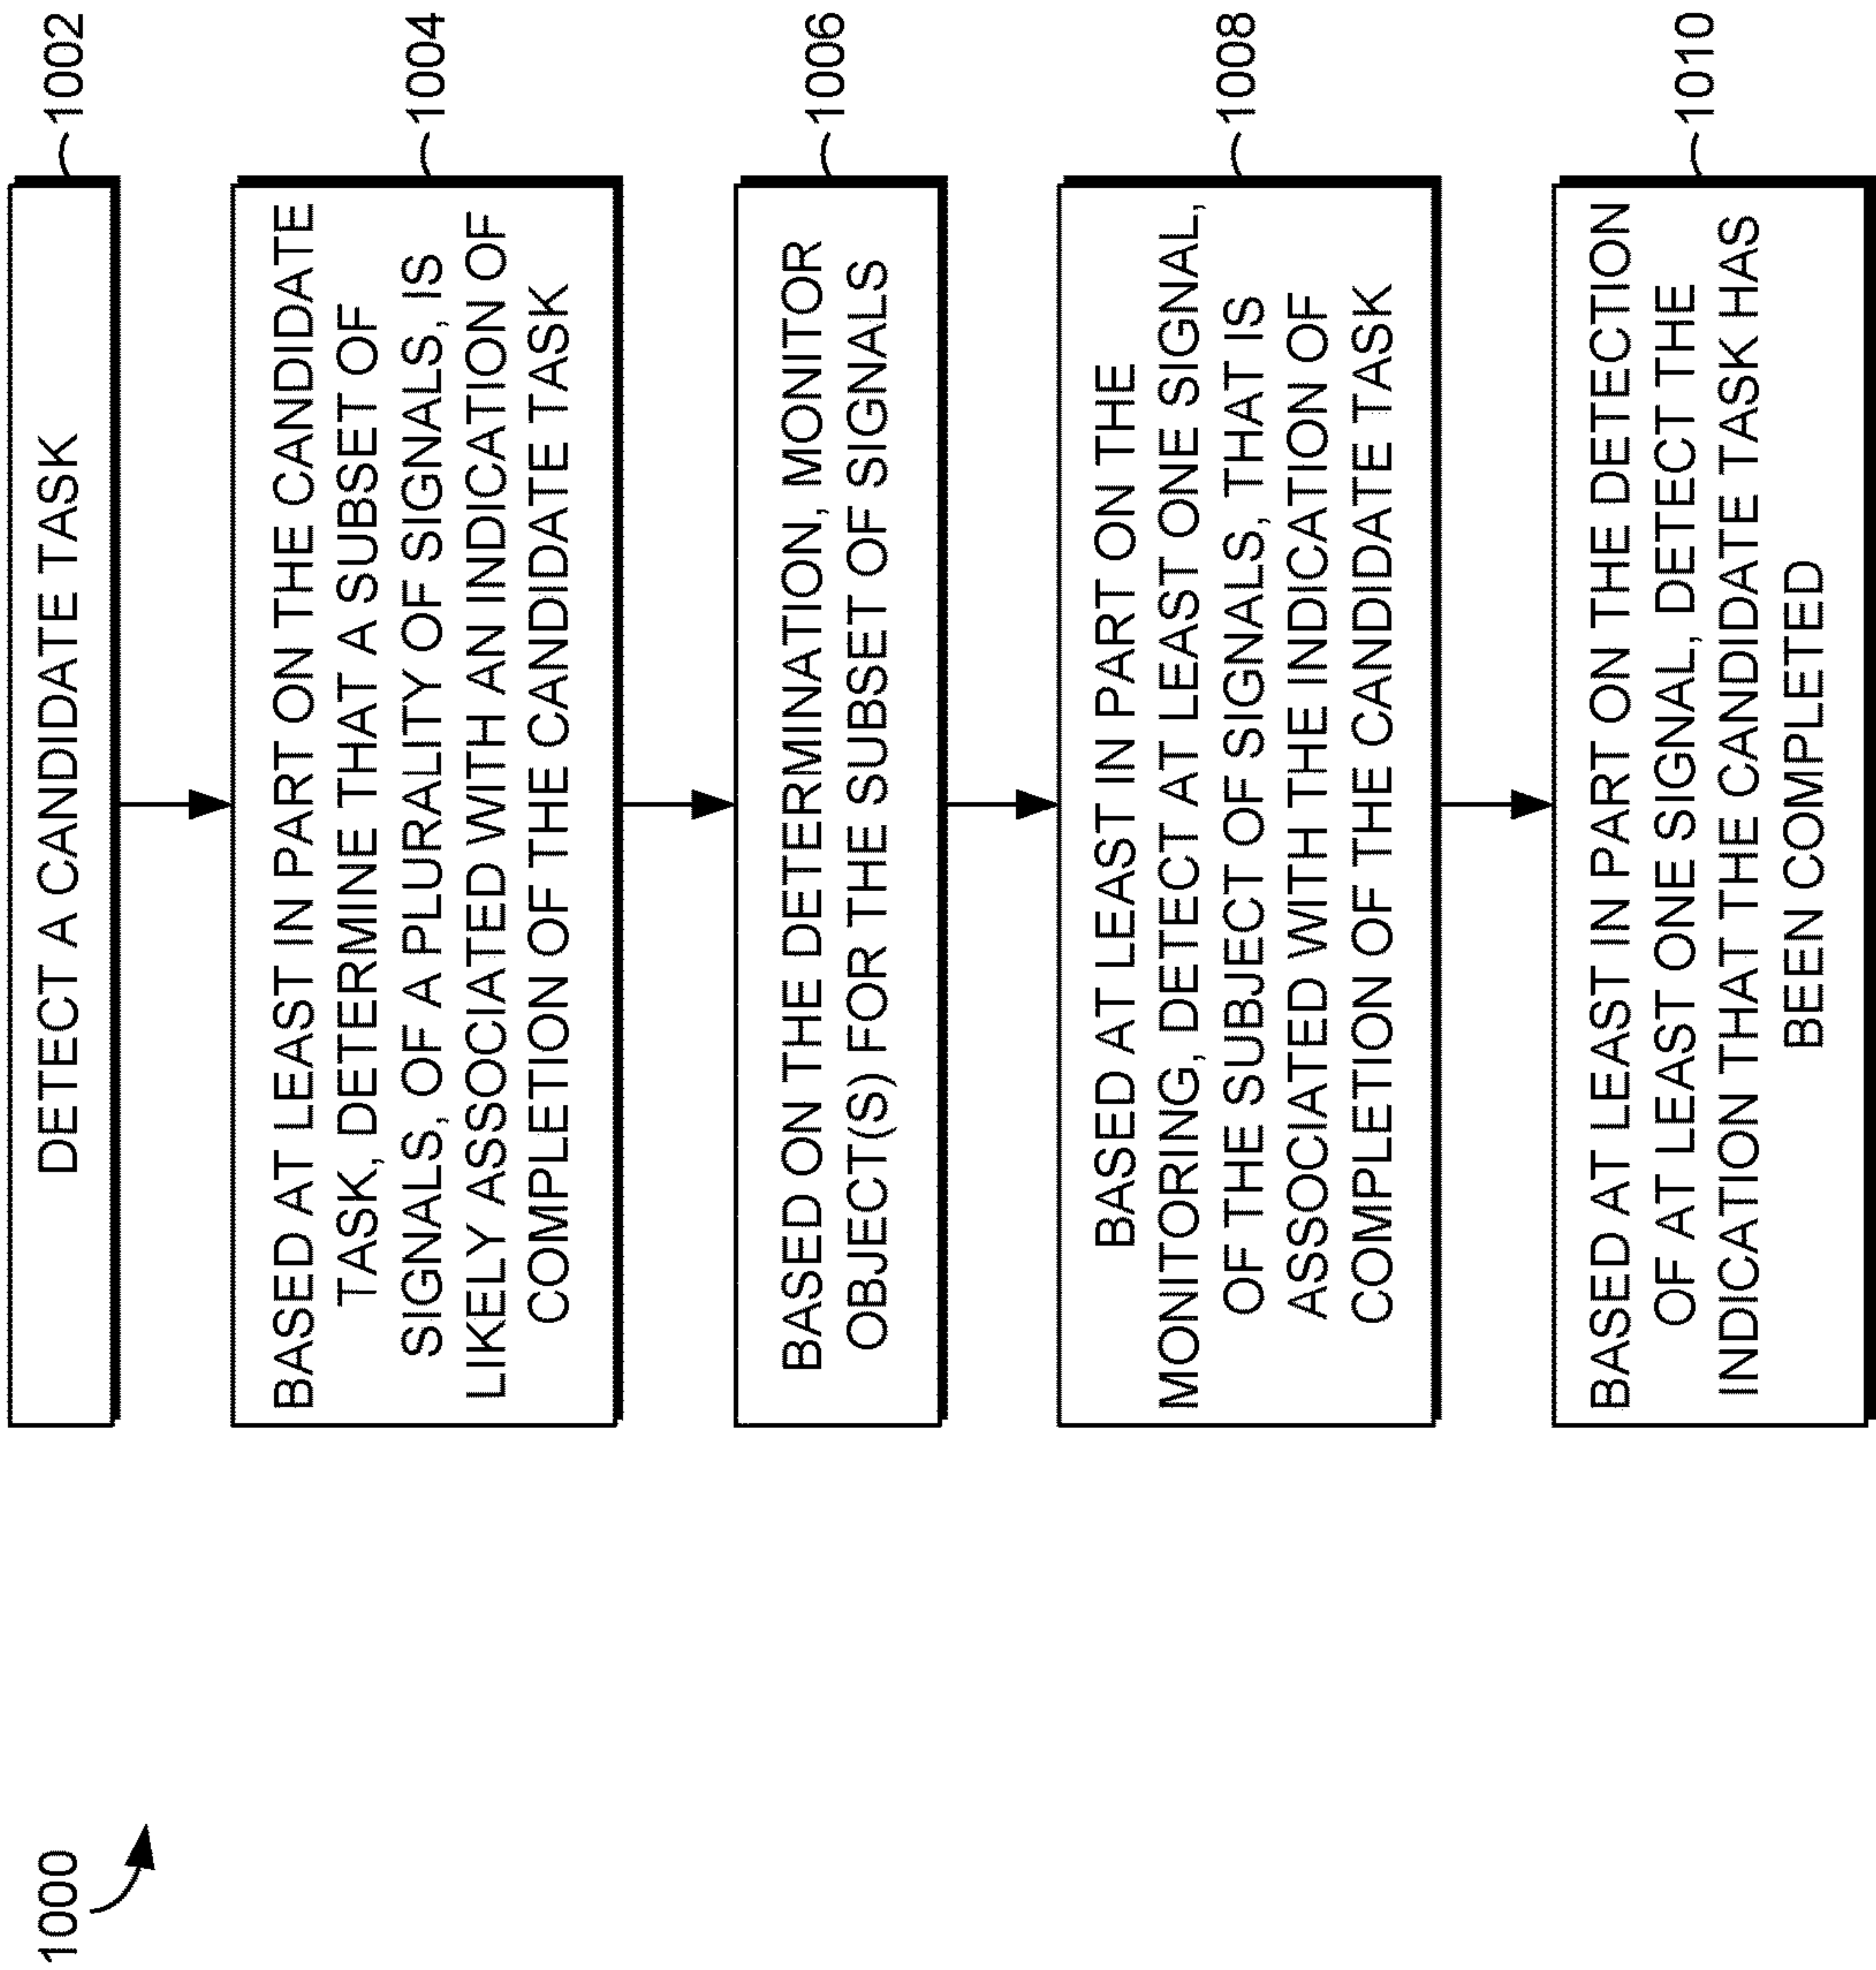 1000
DETECT A CANDIDATE TASK
1002
BASED AT LEAST IN PART ON THE CANDIDATE
TASK, DETERMINE THAT A SUBSET OF
SIGNALS, OF A PLURALITY OF SIGNALS, IS
LIKELY ASSOCIATED WITH AN INDICATION OF
COMPLETION OF THE CANDIDATE TASK
1004
BASED ON THE DETERMINATION, MONITOR
OBJECT(S) FOR THE SUBSET OF SIGNALS
1006
BASED AT LEAST IN PART ON THE
MONITORING, DETECT AT LEAST ONE SIGNAL,
OF THE SUBJECT OF SIGNALS, THAT IS
ASSOCIATED WITH THE INDICATION OF
COMPLETION OF THE CANDIDATE TASK
1008
BASED AT LEAST IN PART ON THE DETECTION
OF AT LEAST ONE SIGNAL, DETECT THE
INDICATION THAT THE CANDIDATE TASK HAS
BEEN COMPLETED
1010